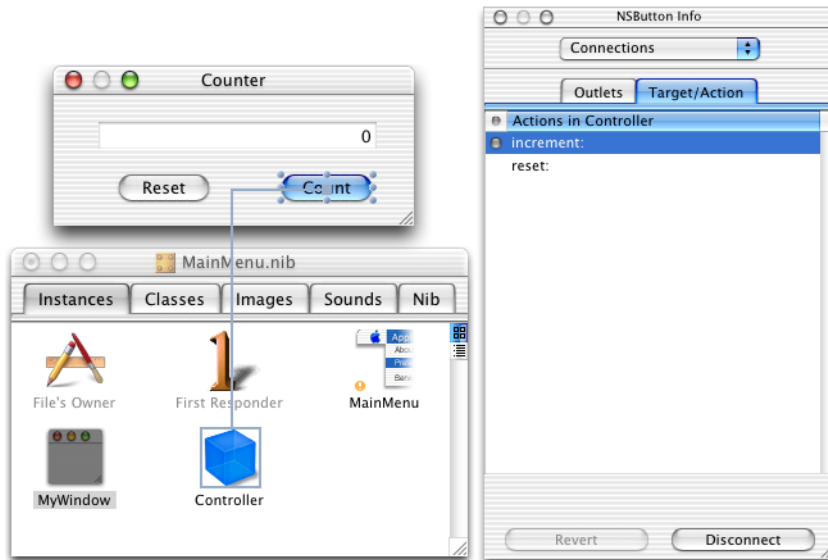 Counter
0
Reset
Count
MainMenu.nib
Instances
Classes
Images
Sounds
Nib
File's Owner
First Responder
MainMenu
MyWindow
Controller
NSButton Info
Connections
Outlets
Target/Action
Actions in Controller
increment:
reset:
Revert
Disconnect